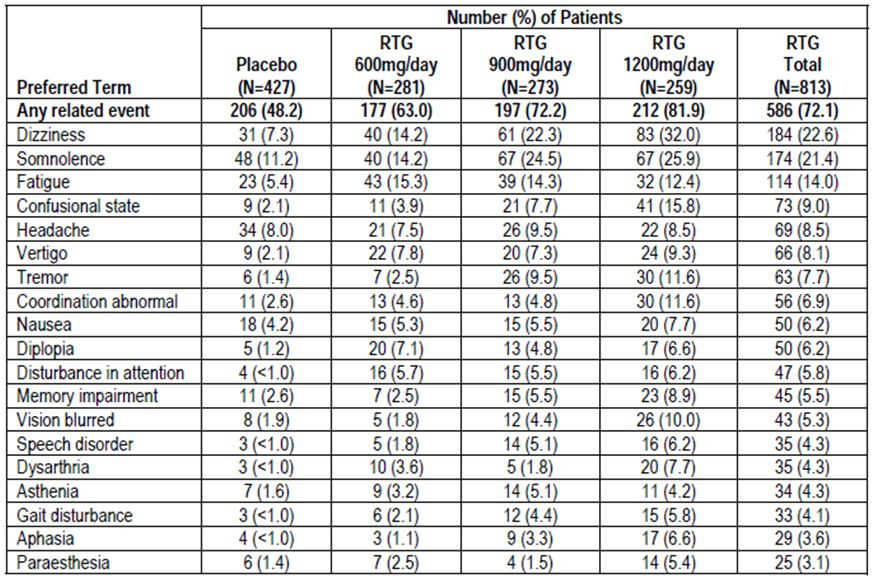 Number (%) of Patients
Preferred Term Placebo (N=427) RTG 600mg/day (N=281) RTG 900mg/day (N=273) RTG 1200mg/day (N=259) RTG Total (N=813)
Any related event 206 (48.2) 177 (63.0) 197 (72.2) 212 (81.9) 586 (72.1)
Dizziness 31 (7.3) 40 (14.2) 61 (22.3) 83 (32.0) 184 (22.6)
Somnolence 48 (11.2) 40 (14.2) 67 (24.5) 67 (25.9) 174 (21.4)
Fatigue 23 (5.4) 43 (15.3) 39 (14.3) 32 (12.4) 114 (14.0)
Confusional state 9 (2.1) 11 (3.9) 21 (7.7) 41 (15.8) 73 (9.0)
Headache 34 (8.0) 21 (7.5) 26 (9.5) 22 (8.5) 69 (8.5)
Vertigo 9 (2.1) 22 (7.8) 20 (7.3) 24 (9.3) 66 (8.1)
Tremor 6 (1.4) 7 (2.5) 26 (9.5) 30 (11.6) 63 (7.7)
Coordination abnormal 11 (2.6) 13 (4.6) 13 (4.8) 30 (11.6) 56 (6.9)
Nausea 18 (4.2) 15 (5.3) 15 (5.5) 20 (7.7) 50 (6.2)
Diplopia 5 (1.2) 20 (7.1) 13 (4.8) 17 (6.6) 50 (6.2)
Disturbance in attention 4 (<1.0) 16 (5.7) 15 (5.5) 16 (6.2) 47 (5.8)
Memory impairment 11 (2.6) 7 (2.5) 15 (5.5) 23 (8.9) 45 (5.5)
Vision blurred 8 (1.9) 5 (1.8) 12 (4.4) 26 (10.0) 43 (5.3)
Speech disorder 3 (<1.0) 5 (1.8) 14 (5.1) 16 (6.2) 35 (4.3)
Dysarthria 3 (<1.0) 10 (3.6) 5 (1.8) 20 (7.7) 35 (4.3)
Asthenia 7 (1.6) 9 (3.2) 14 (5.1) 11 (4.2) 34 (4.3)
Gait disturbance 3 (<1.0) 6 (2.1) 12 (4.4) 15 (5.8) 33 (4.1)
Aphasia 4 (<1.0) 3 (1.1) 9 (3.3) 17 (6.6) 29 (3.6)
Paraesthesia 6 (1.4) 7 (2.5) 4 (1.5) 14 (5.4) 25 (3.1)